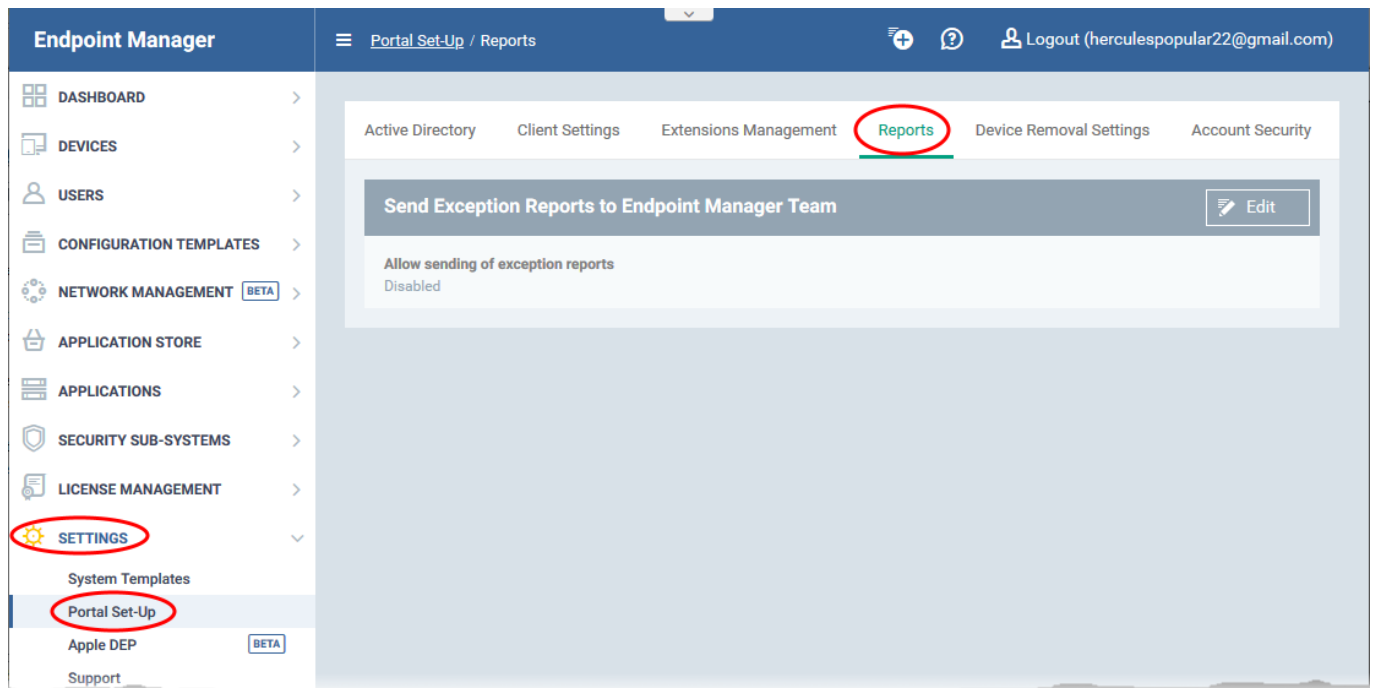 Endpoint Manager
Portal Set-Up / Reports
Logout (herculespopular22@gmail.com)
DASHBOARD
DEVICES
USERS
CONFIGURATION TEMPLATES
NETWORK MANAGEMENT BETA
APPLICATION STORE
APPLICATIONS
SECURITY SUB-SYSTEMS
LICENSE MANAGEMENT
SETTINGS
System Templates
Portal Set-Up
Apple DEP BETA
Support
Active Directory Client Settings Extensions Management Reports Device Removal Settings Account Security
Send Exception Reports to Endpoint Manager Team Edit
Allow sending of exception reports
Disabled